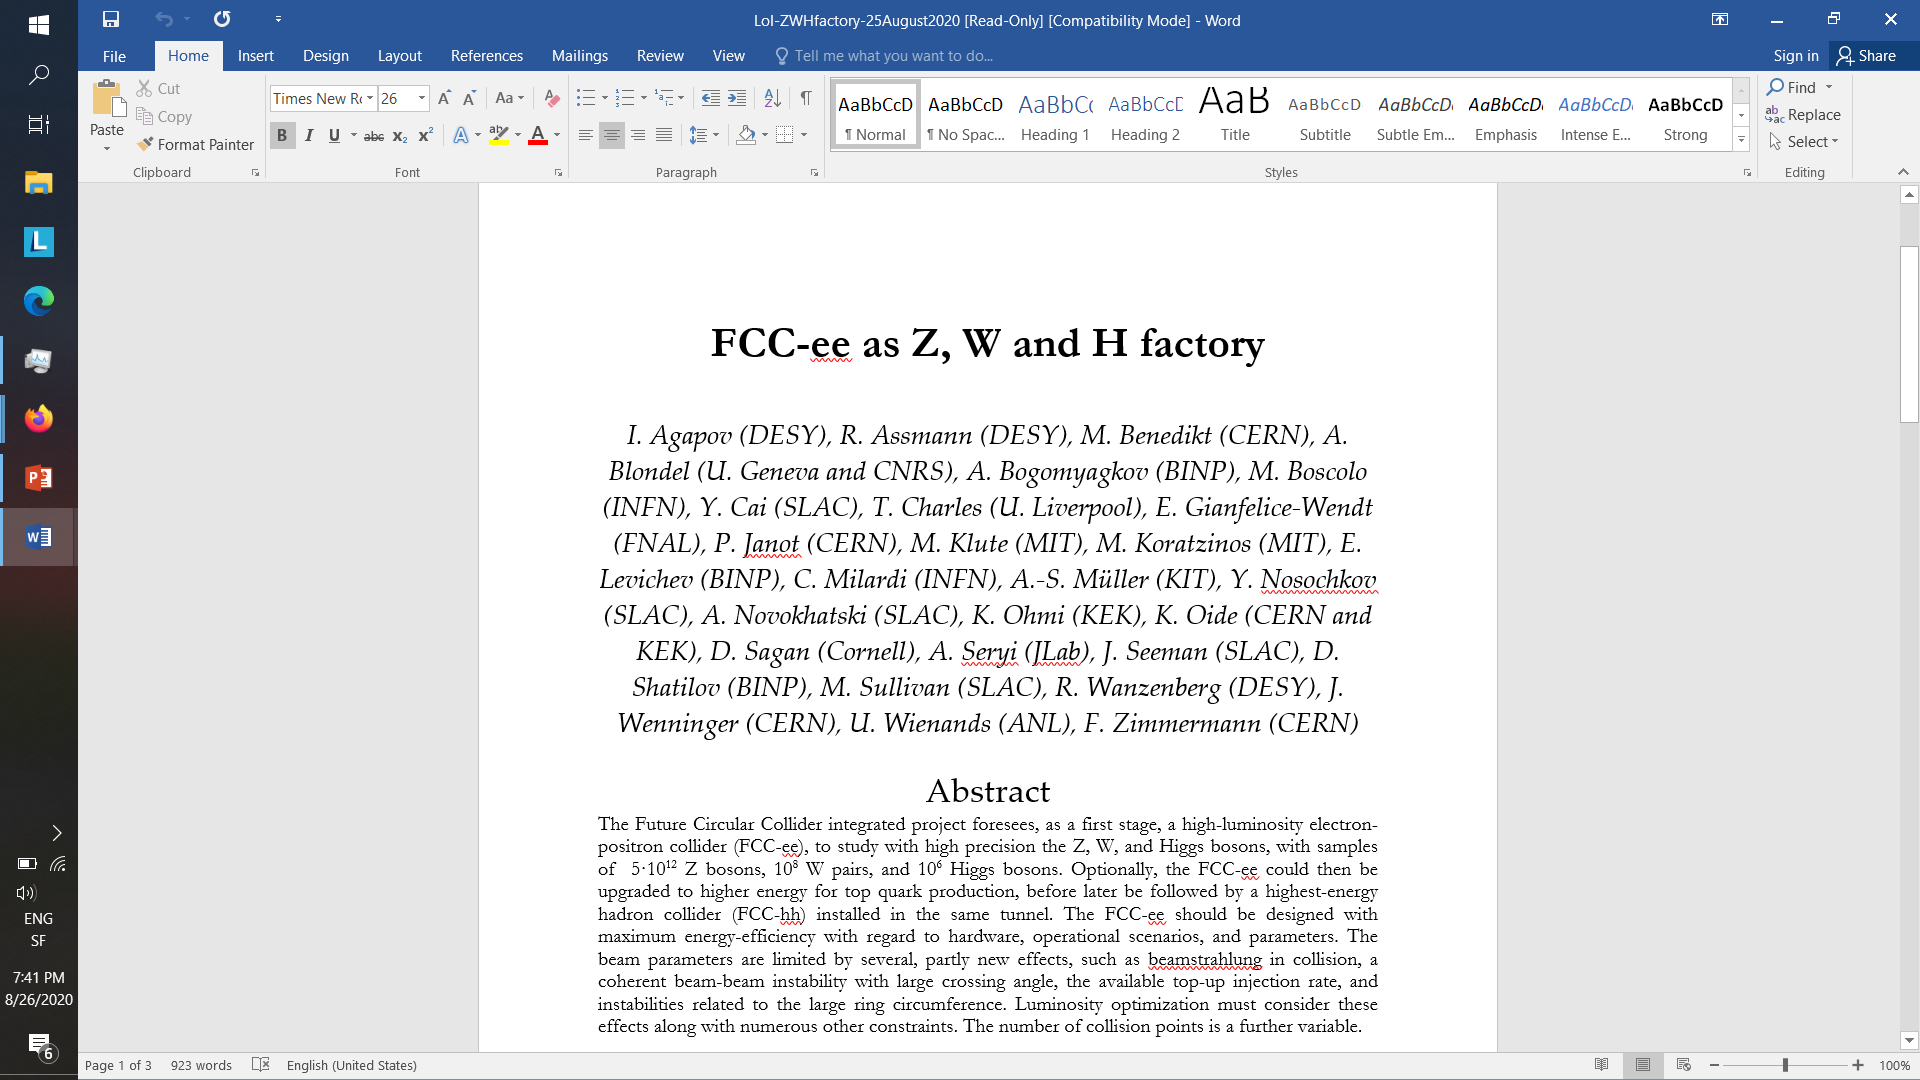 LoI-ZWHfactory-25August2020 [Read-Only] [Compatibility Mode] - Word
File Home Insert Design Layout References Mailings Review View Tell me what you want to do... Sign in Share
Paste
Cut
Copy
Format Painter
Clipboard
Times New Rc 26
Font
Paragraph
AaBbCcD AaBbCcD AaBbCc AaBbCcD AaB AaBbCcD AaBbCcDc AaBbCcDc AaBbCcDc AaBbCcD
¶ Normal ¶ No Spac... Heading 1 Heading 2 Title Subtitle Subtle Em... Emphasis Intense E... Strong
Styles
Find
Replace
Select
Editing
FCC-ee as Z, W and H factory
I. Agapov (DESY), R. Assmann (DESY), M. Benedikt (CERN), A.
Blondel (U. Geneva and CNRS), A. Bogomyagkov (BINP), M. Boscolo
(INFN), Y. Cai (SLAC), T. Charles (U. Liverpool), E. Gianfelice-Wendt
(FNAL), P. Janot (CERN), M. Klute (MIT), M. Koratzinos (MIT), E.
Levichev (BINP), C. Milardi (INFN), A.-S. Müller (KIT), Y. Nosochkov
(SLAC), A. Novokhatski (SLAC), K. Ohmi (KEK), K. Oide (CERN and
KEK), D. Sagan (Cornell), A. Seryi (JLab), J. Seeman (SLAC), D.
Shatilov (BINP), M. Sullivan (SLAC), R. Wanzenberg (DESY), J.
Wenninger (CERN), U. Wienands (ANL), F. Zimmermann (CERN)
Abstract
The Future Circular Collider integrated project foresees, as a first stage, a high-luminosity electron-
positron collider (FCC-ee), to study with high precision the Z, W, and Higgs bosons, with samples
of 5·10¹² Z bosons, 10⁸ W pairs, and 10⁶ Higgs bosons. Optionally, the FCC-ee could then be
upgraded to higher energy for top quark production, before later be followed by a highest-energy
hadron collider (FCC-hh) installed in the same tunnel. The FCC-ee should be designed with
maximum energy-efficiency with regard to hardware, operational scenarios, and parameters. The
beam parameters are limited by several, partly new effects, such as beamstrahlung in collision, a
coherent beam-beam instability with large crossing angle, the available top-up injection rate, and
instabilities related to the large ring circumference. Luminosity optimization must consider these
effects along with numerous other constraints. The number of collision points is a further variable.
ENG
SF
7:41 PM
8/26/2020
6
Page 1 of 3 923 words English (United States) 100%